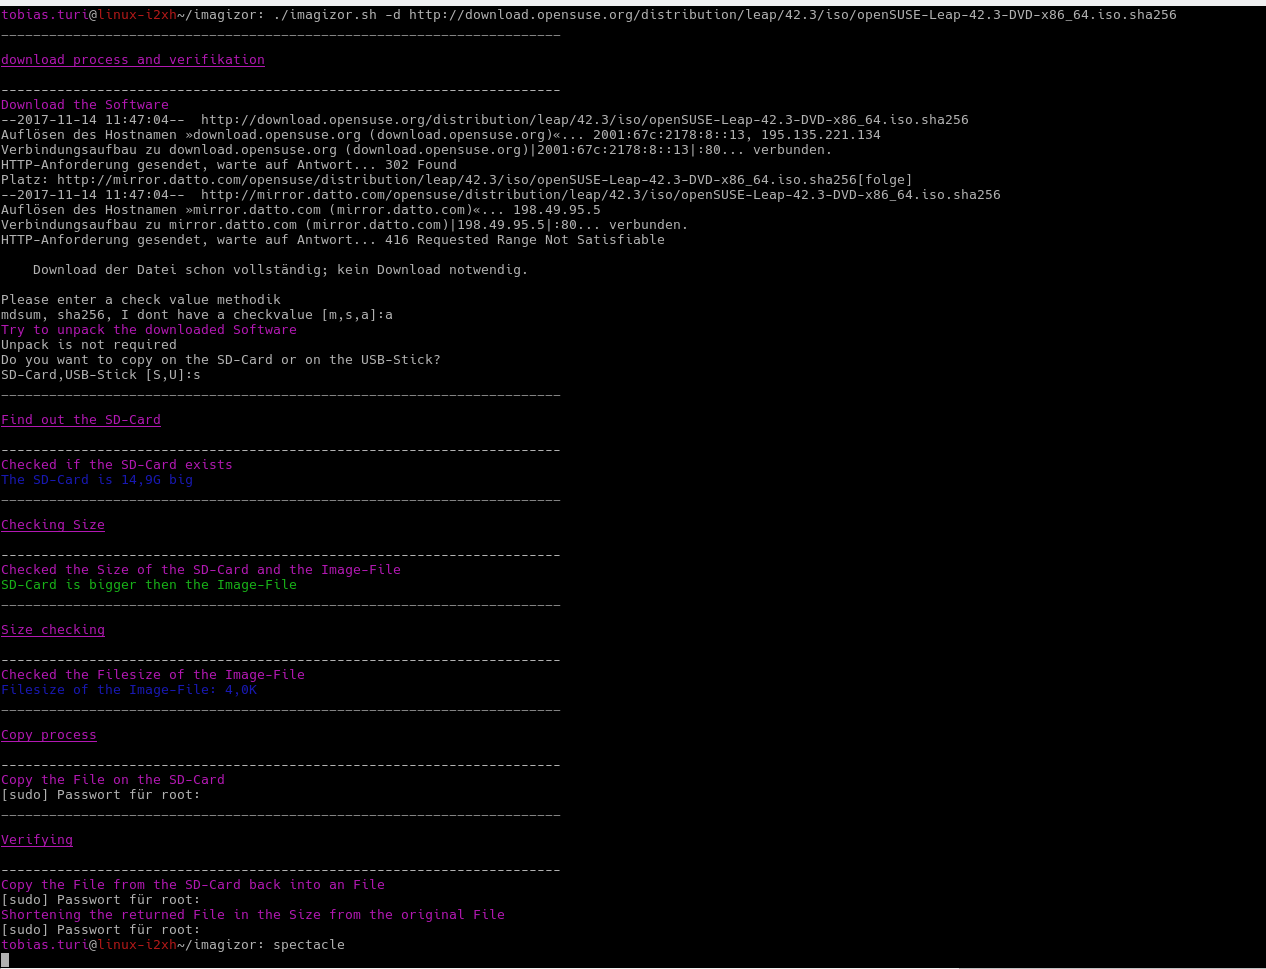 tobias.turi@linux-i2xh~/imagizor: ./imagizor.sh -d http://download.opensuse.org/distribution/leap/42.3/iso/openSUSE-Leap-42.3-DVD-x86_64.iso.sha256
______________________________________________________________________
download process and verifikation
----------------------------------------------------------------------
Download the Software
--2017-11-14 11:47:04--  http://download.opensuse.org/distribution/leap/42.3/iso/openSUSE-Leap-42.3-DVD-x86_64.iso.sha256
Auflösen des Hostnamen »download.opensuse.org (download.opensuse.org)«... 2001:67c:2178:8::13, 195.135.221.134
Verbindungsaufbau zu download.opensuse.org (download.opensuse.org)|2001:67c:2178:8::13|:80... verbunden.
HTTP-Anforderung gesendet, warte auf Antwort... 302 Found
Platz: http://mirror.datto.com/opensuse/distribution/leap/42.3/iso/openSUSE-Leap-42.3-DVD-x86_64.iso.sha256[folge]
--2017-11-14 11:47:04--  http://mirror.datto.com/opensuse/distribution/leap/42.3/iso/openSUSE-Leap-42.3-DVD-x86_64.iso.sha256
Auflösen des Hostnamen »mirror.datto.com (mirror.datto.com)«... 198.49.95.5
Verbindungsaufbau zu mirror.datto.com (mirror.datto.com)|198.49.95.5|:80... verbunden.
HTTP-Anforderung gesendet, warte auf Antwort... 416 Requested Range Not Satisfiable
    Download der Datei schon vollständig; kein Download notwendig.
Please enter a check value methodik
mdsum, sha256, I dont have a checkvalue [m,s,a]:a
Try to unpack the downloaded Software
Unpack is not required
Do you want to copy on the SD-Card or on the USB-Stick?
SD-Card,USB-Stick [S,U]:s
______________________________________________________________________
Find out the SD-Card
----------------------------------------------------------------------
Checked if the SD-Card exists
The SD-Card is 14,9G big
______________________________________________________________________
Checking Size
----------------------------------------------------------------------
Checked the Size of the SD-Card and the Image-File
SD-Card is bigger then the Image-File
______________________________________________________________________
Size checking
----------------------------------------------------------------------
Checked the Filesize of the Image-File
Filesize of the Image-File: 4,0K
______________________________________________________________________
Copy process
----------------------------------------------------------------------
Copy the File on the SD-Card
[sudo] Passwort für root:
______________________________________________________________________
Verifying
----------------------------------------------------------------------
Copy the File from the SD-Card back into an File
[sudo] Passwort für root:
Shortening the returned File in the Size from the original File
[sudo] Passwort für root:
tobias.turi@linux-i2xh~/imagizor: spectacle